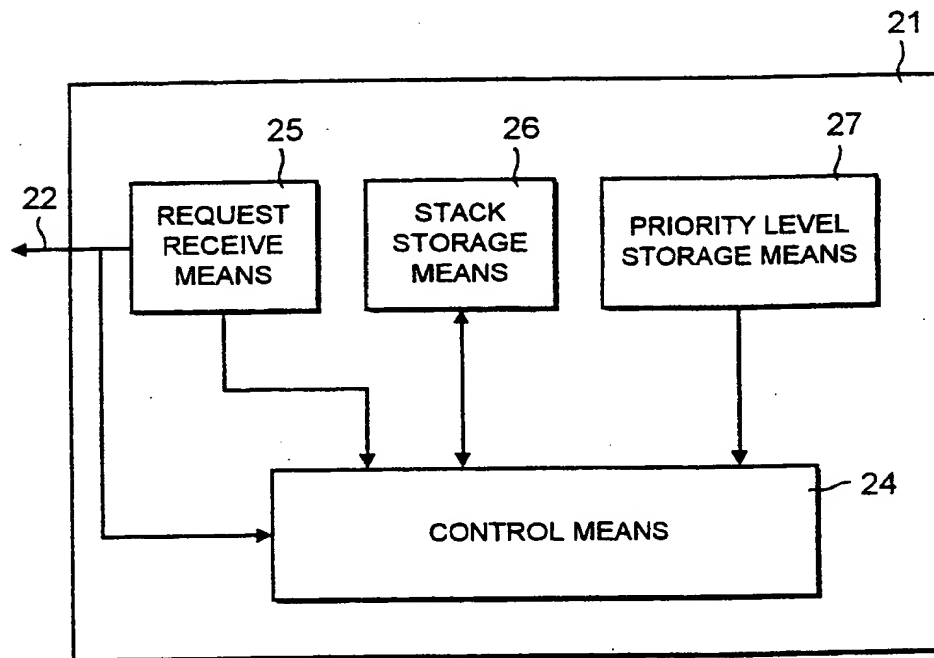 21
25
26
27
22
REQUEST
RECEIVE
MEANS
STACK
STORAGE
MEANS
PRIORITY LEVEL
STORAGE MEANS
24
CONTROL MEANS